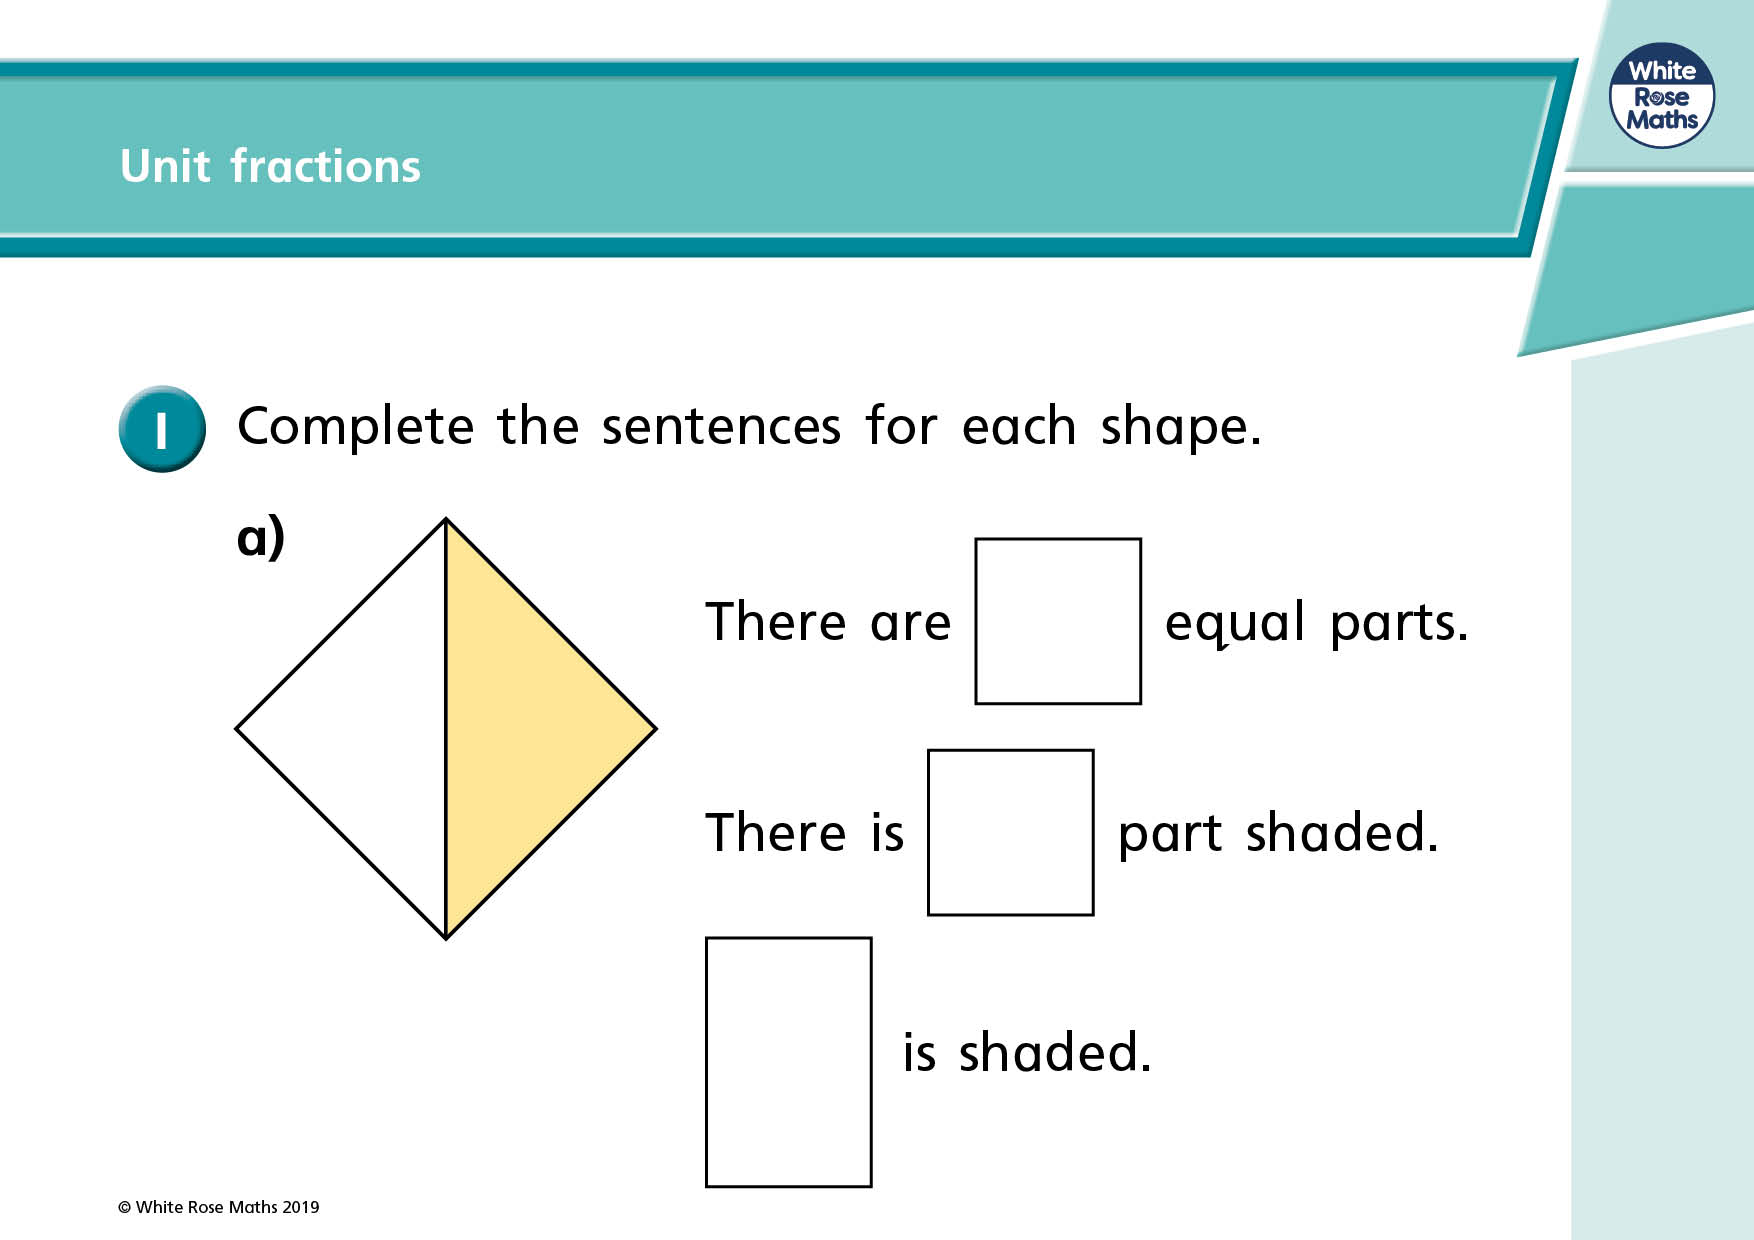 White
Rose
Maths
Unit fractions
1 Complete the sentences for each shape.
a)
There are equal parts.
There is part shaded.
is shaded.
© White Rose Maths 2019